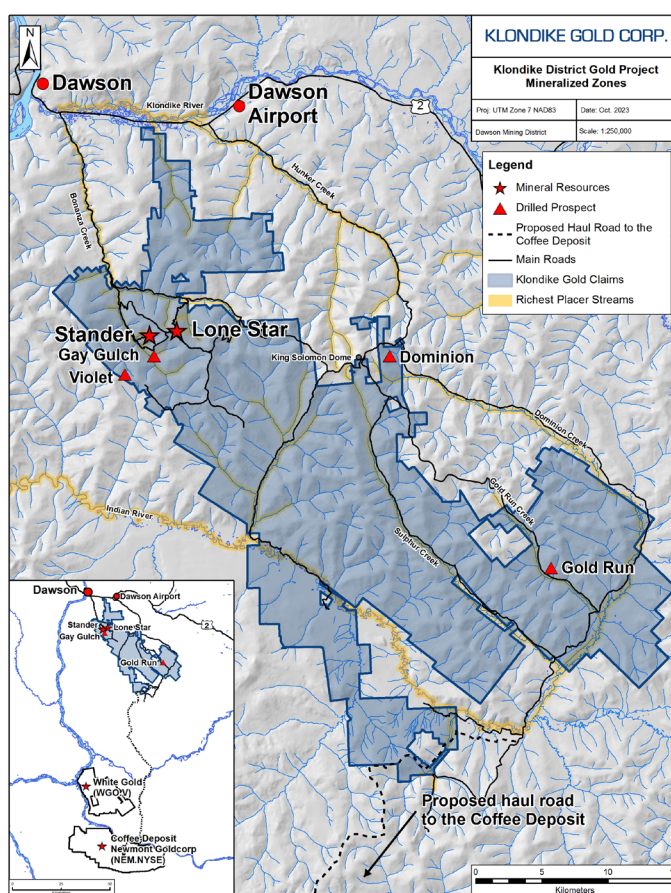 KLONDIKE GOLD CORP.
Klondike District Gold Project
Mineralized Zones
Proj: UTM Zone 7 NAD83
Date: Oct. 2023
Dawson Mining District
Scale: 1:250,000
Legend
Mineral Resources
Drilled Prospect
Proposed Haul Road to the
Coffee Deposit
Main Roads
Klondike Gold Claims
Richest Placer Streams
N
Dawson
Dawson
Airport
Klondike River
2
Hunker Creek
Bonanza Creek
Stander
Lone Star
Gay Gulch
Violet
King Solomon Dome
Dominion
Dominion Creek
Indian River
Gold Run Creek
Sulphur Creek
Gold Run
Proposed haul road
to the Coffee Deposit
0 5 10
Kilometers
Dawson
Dawson Airport
Stander
Lone Star
Gay Gulch
2
Gold Run
White Gold
(WGO.V)
Coffee Deposit
Newmont Goldcorp
(NEM.NYSE)